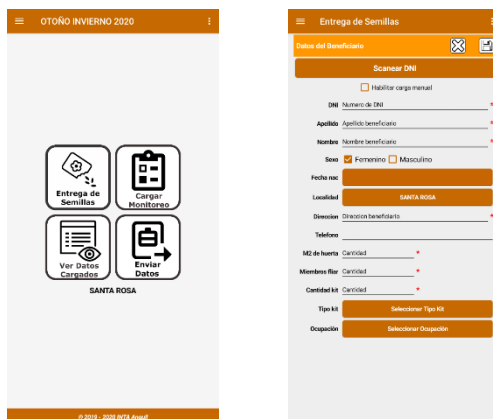 OTOÑO INVIERNO 2020
Entrega de
Semillas
Cargar
Monitoreo
Ver Datos
Cargados
Enviar
Datos
SANTA ROSA
© 2019 - 2020 INTA Anguil
Entrega de Semillas
Datos del Beneficiario
Scanear DNI
Habilitar carga manual
DNI Numero de DNI *
Apellido Apellido beneficiario *
Nombre Nombre beneficiario *
Sexo Femenino Masculino
Fecha nac
Localidad SANTA ROSA
Direccion Direccion beneficiario *
Telefono
M2 de huerta Cantidad *
Miembros fliar Cantidad *
Cantidad kit Cantidad *
Tipo kit Seleccionar Tipo Kit
Ocupación Seleccionar Ocupación